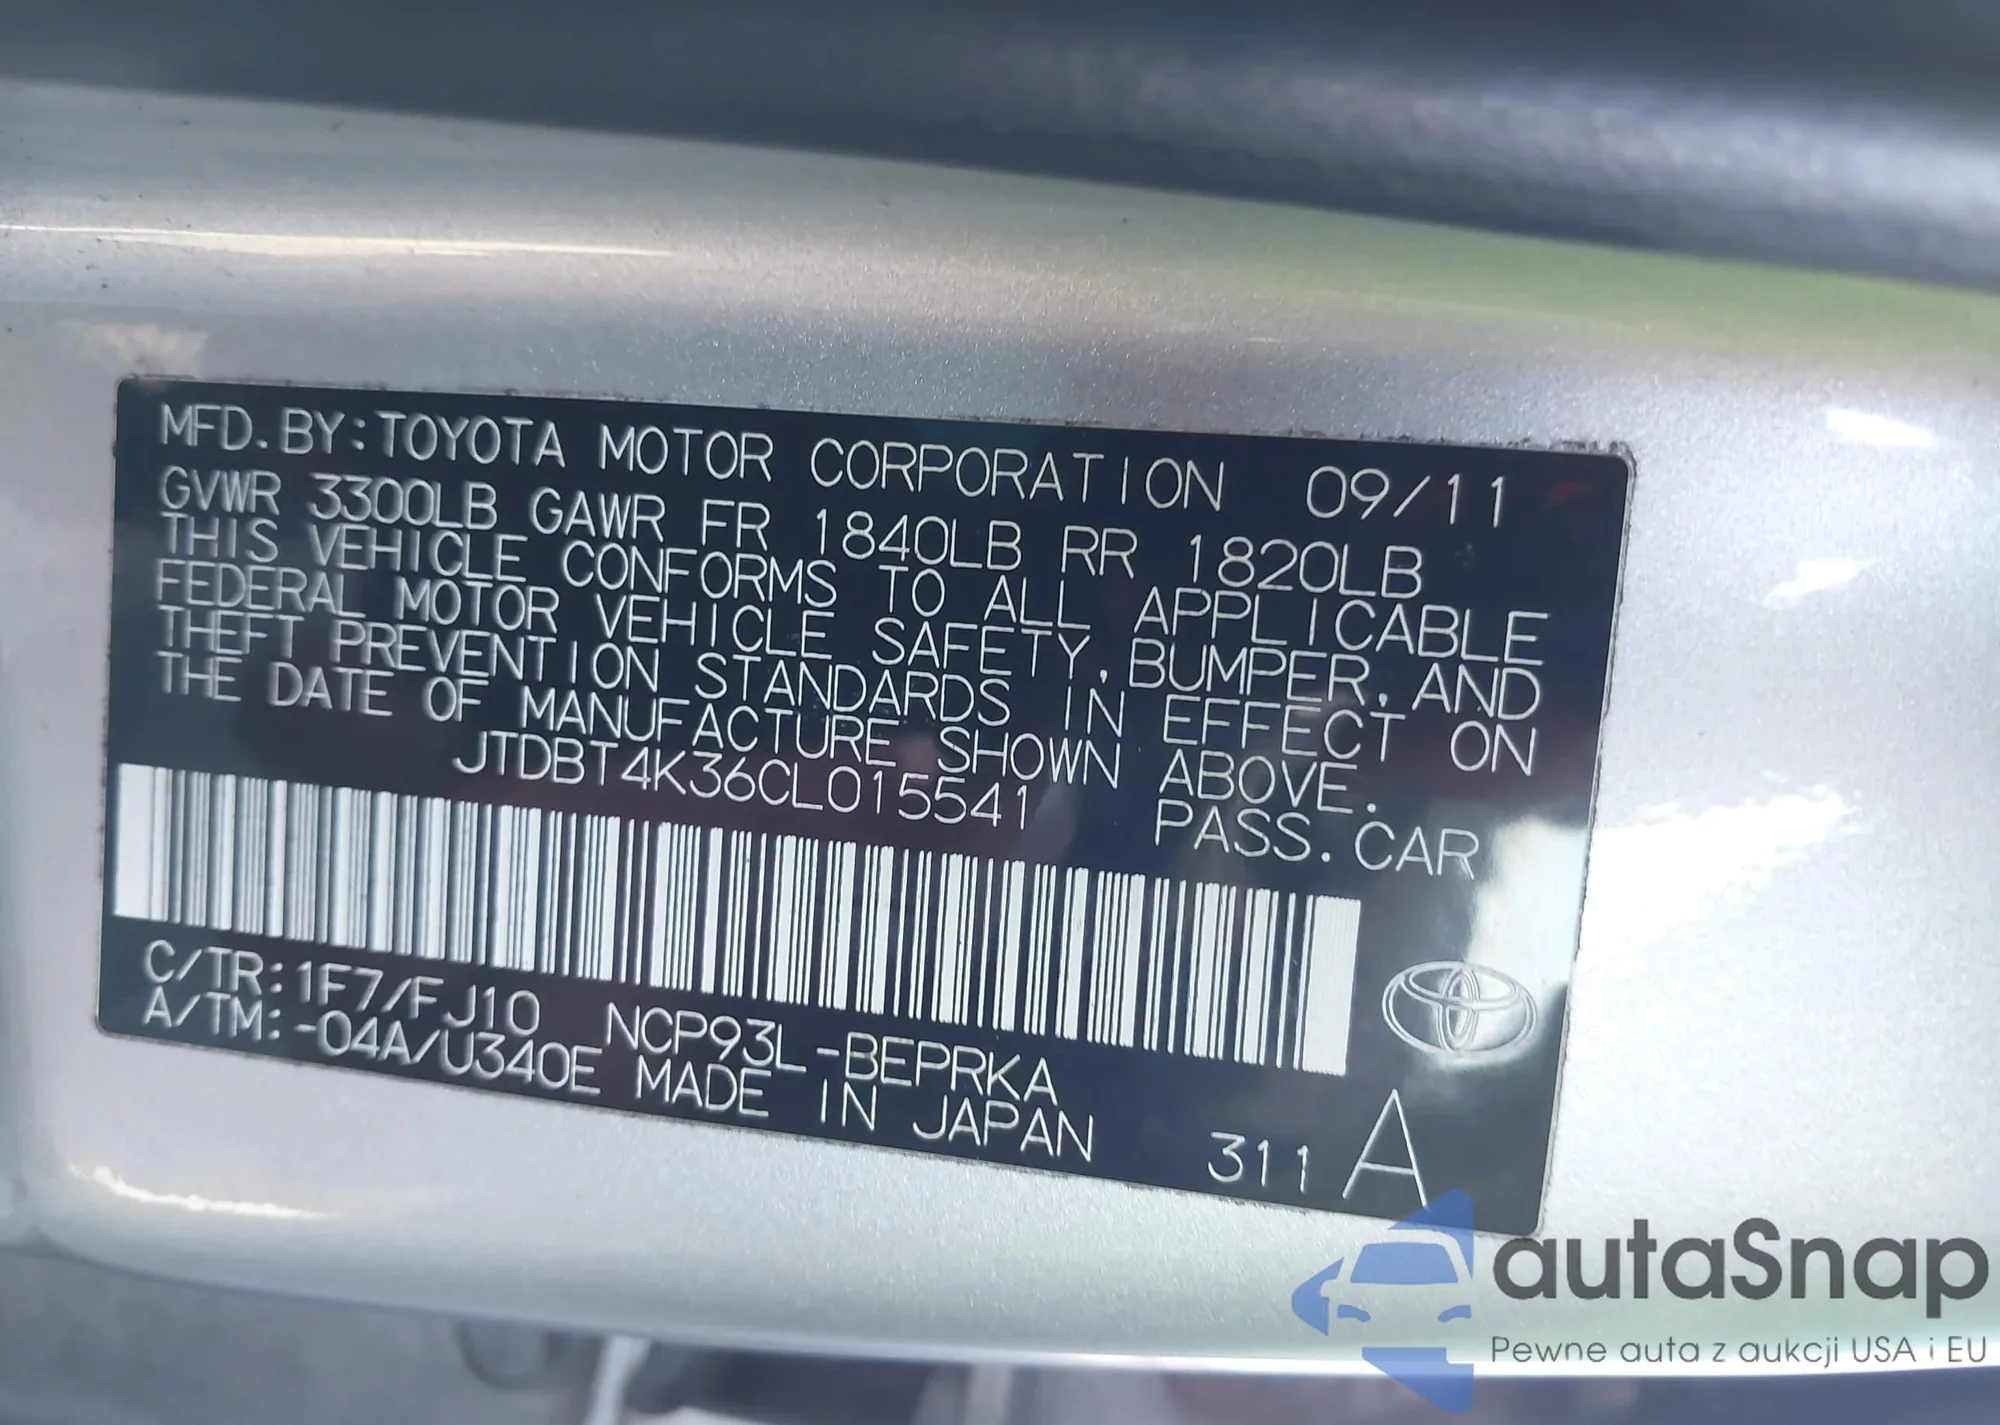 MFD. BY: TOYOTA MOTOR CORPORATION 09/11
GVWR 3300LB GAWR FR 1840LB RR 1820LB
THIS VEHICLE CONFORMS TO ALL APPLICABLE
FEDERAL MOTOR VEHICLE SAFETY, BUMPER, AND
THEFT PREVENTION STANDARDS IN EFFECT ON
THE DATE OF MANUFACTURE SHOWN ABOVE.
JTDBT4K36CL015541 PASS. CAR
C/TR: 1F7/FJ10 NCP93L-BEPRKA
A/TM: -04A/U340E MADE IN JAPAN 311 A
autaSnap
Pewne auta z aukcji USA i EU